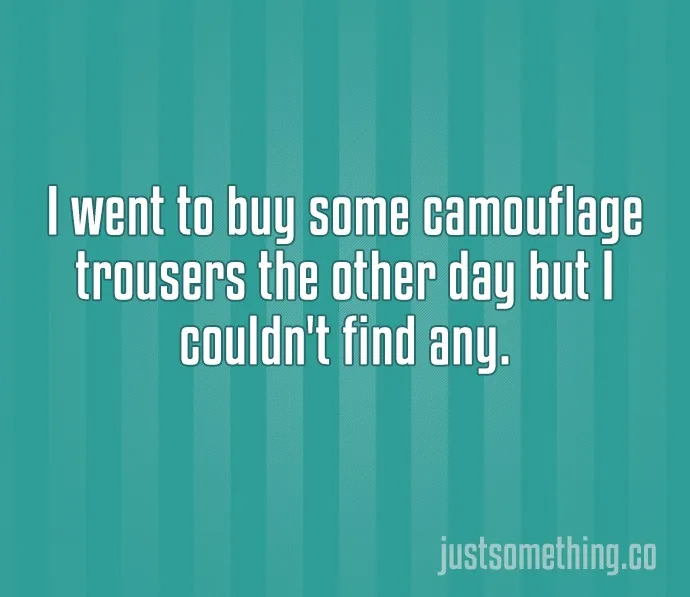 I went to buy some camouflage
trousers the other day but I
couldn't find any.
justsomething.co